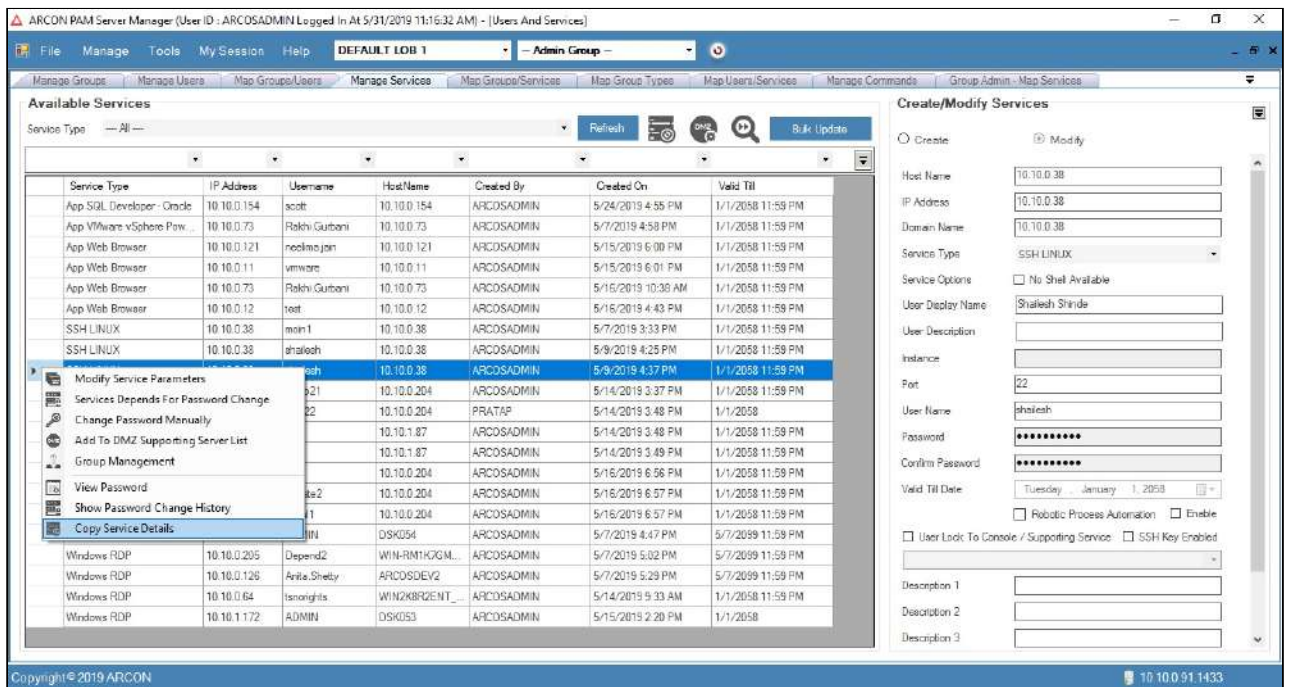 ARCON PAM Server Manager (User ID : ARCOSADMIN Logged In At 5/31/2019 11:16:32 AM) - [Users And Services]
File Manage Tools My Session Help DEFAULT LOB 1 -- Admin Group --
Manage Groups Manage Users Map Groups/Users Manage Services Map Groups/Services Map Group Types Map Users/Services Manage Commands Group Admin - Map Services
Available Services
Service Type --- All --- Refresh DMZ Bulk Update
Service Type IP Address Username HostName Created By Created On Valid Till
App SQL Developer - Oracle 10.10.0.154 scott 10.10.0.154 ARCOSADMIN 5/24/2019 4:55 PM 1/1/2058 11:59 PM
App VMware vSphere Pow... 10.10.0.73 Rakhi Gurbani 10.10.0.73 ARCOSADMIN 5/7/2019 4:58 PM 1/1/2058 11:59 PM
App Web Browser 10.10.0.121 neelima.jain 10.10.0.121 ARCOSADMIN 5/15/2019 6:00 PM 1/1/2058 11:59 PM
App Web Browser 10.10.0.11 vmware 10.10.0.11 ARCOSADMIN 5/15/2019 6:01 PM 1/1/2058 11:59 PM
App Web Browser 10.10.0.73 Rakhi Gurbani 10.10.0.73 ARCOSADMIN 5/16/2019 10:38 AM 1/1/2058 11:59 PM
App Web Browser 10.10.0.12 test 10.10.0.12 ARCOSADMIN 5/16/2019 4:43 PM 1/1/2058 11:59 PM
SSH LINUX 10.10.0.38 moin1 10.10.0.38 ARCOSADMIN 5/7/2019 3:33 PM 1/1/2058 11:59 PM
SSH LINUX 10.10.0.38 shailesh 10.10.0.38 ARCOSADMIN 5/9/2019 4:25 PM 1/1/2058 11:59 PM
10.10.0.38 ARCOSADMIN 5/9/2019 4:37 PM 1/1/2058 11:59 PM
10.10.0.204 ARCOSADMIN 5/14/2019 3:37 PM 1/1/2058 11:59 PM
10.10.0.204 PRATAP 5/14/2019 3:48 PM 1/1/2058
10.10.1.87 ARCOSADMIN 5/14/2019 3:48 PM 1/1/2058 11:59 PM
10.10.1.87 ARCOSADMIN 5/14/2019 3:49 PM 1/1/2058 11:59 PM
10.10.0.204 ARCOSADMIN 5/16/2019 6:56 PM 1/1/2058 11:59 PM
10.10.0.204 ARCOSADMIN 5/16/2019 6:57 PM 1/1/2058 11:59 PM
10.10.0.204 ARCOSADMIN 5/16/2019 6:57 PM 1/1/2058 11:59 PM
DSK054 ARCOSADMIN 5/7/2019 4:47 PM 5/7/2099 11:59 PM
Windows RDP 10.10.0.205 Depend2 WIN-RM1K7GM... ARCOSADMIN 5/7/2019 5:02 PM 5/7/2099 11:59 PM
Windows RDP 10.10.0.126 Anita.Shetty ARCOSDEV2 ARCOSADMIN 5/7/2019 5:29 PM 5/7/2099 11:59 PM
Windows RDP 10.10.0.64 tsnorights WIN2K8R2ENT_... ARCOSADMIN 5/14/2019 9:33 AM 1/1/2058 11:59 PM
Windows RDP 10.10.1.172 ADMIN DSK053 ARCOSADMIN 5/15/2019 2:20 PM 1/1/2058
Modify Service Parameters
Services Depends For Password Change
Change Password Manually
Add To DMZ Supporting Server List
Group Management
View Password
Show Password Change History
Copy Service Details
Create/Modify Services
Create Modify
Host Name 10.10.0.38
IP Address 10.10.0.38
Domain Name 10.10.0.38
Service Type SSH LINUX
Service Options No Shell Available
User Display Name Shailesh Shinde
User Description
Instance
Port 22
User Name shailesh
Password ••••••••••
Confirm Password ••••••••••
Valid Till Date Tuesday , January 1, 2058
Robotic Process Automation Enable
User Lock To Console / Supporting Service SSH Key Enabled
Description 1
Description 2
Description 3
Copyright © 2019 ARCON 10.10.0.91.1433